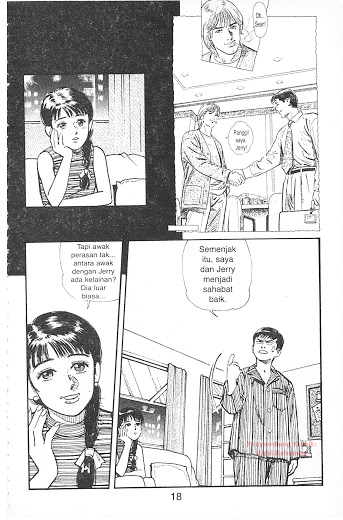 Oh,
Sean!
Panggil
saya
Jerry!
Semenjak
itu, saya
dan Jerry
menjadi
sahabat
baik.
Tapi awak
perasan tak...
antara awak
dengan Jerry
ada kelainan?
Dia luar
biasa...
18